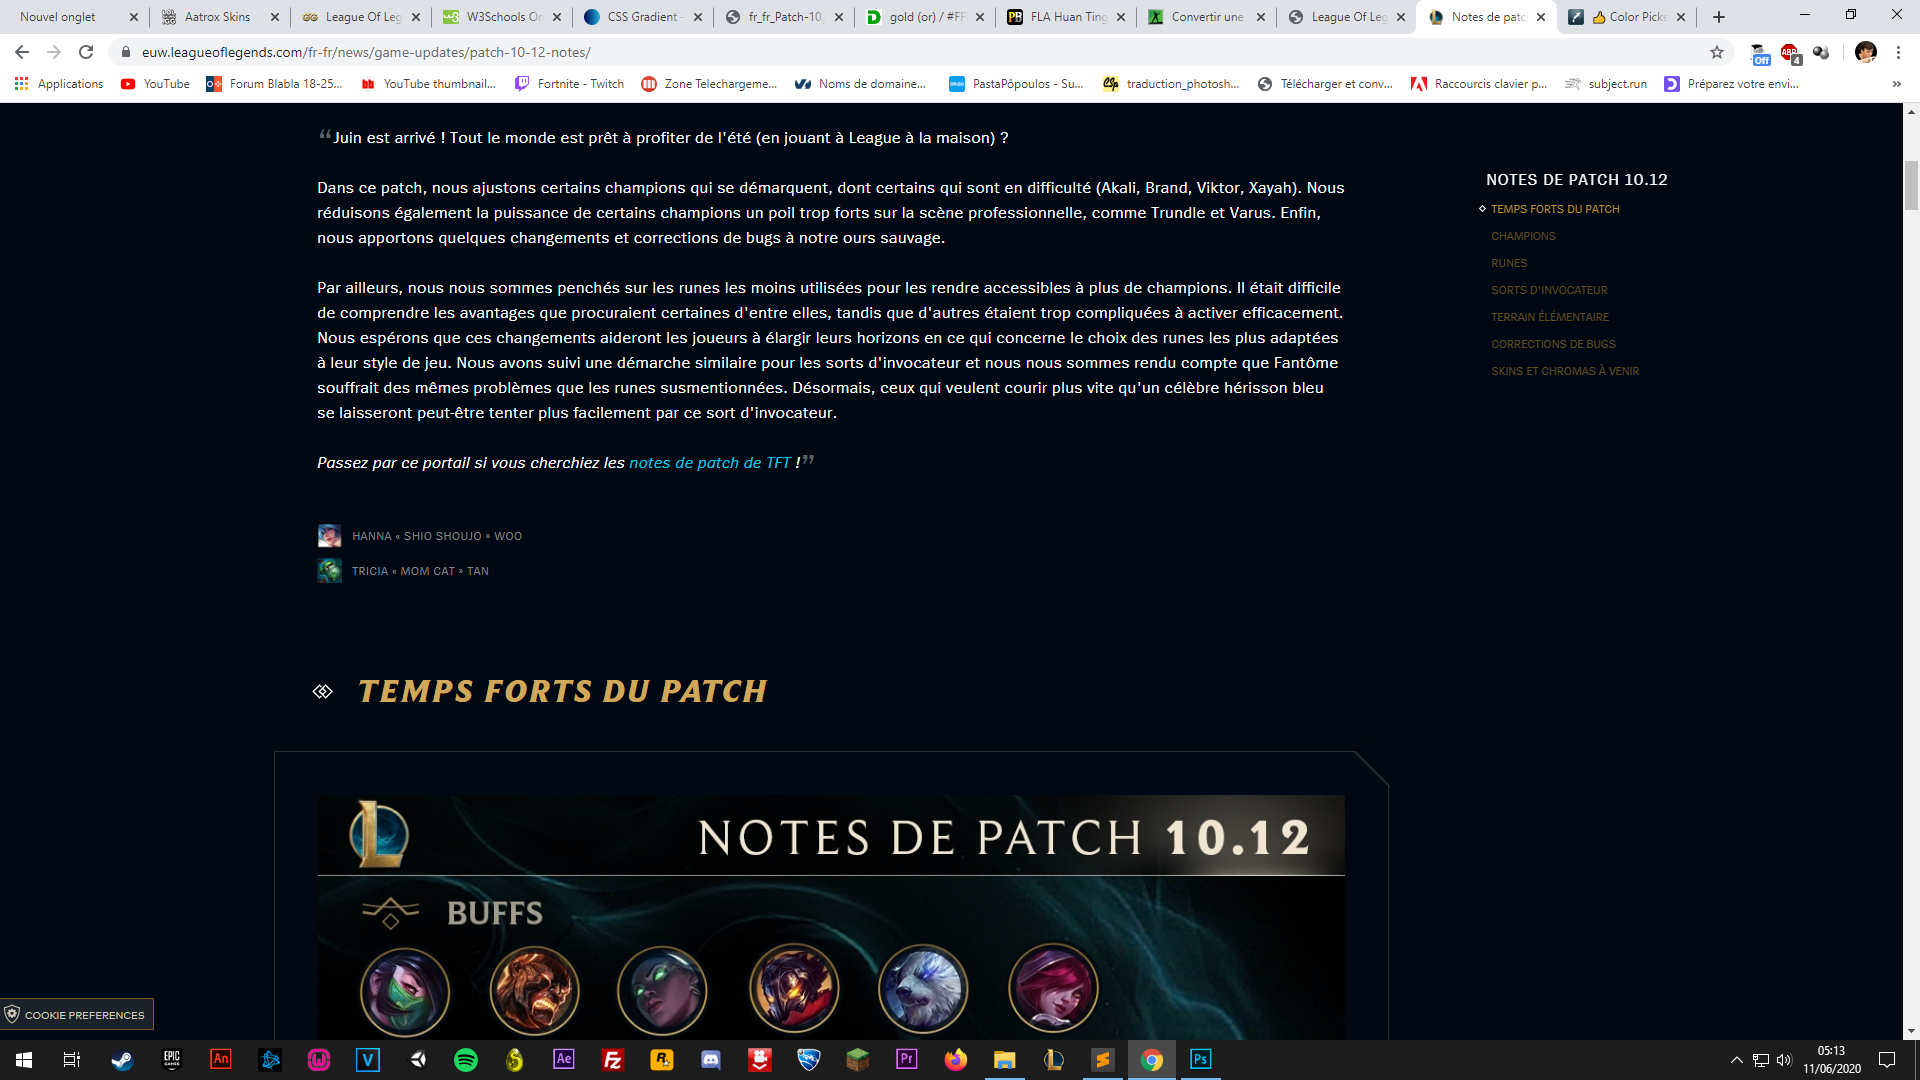 Nouvel onglet
Aatrox Skins
League Of Leg
W3Schools On
CSS Gradient -
fr_fr_Patch-10.
gold (or) / #FF
FLA Huan Ting
Convertir une
League Of Leg
Notes de patc
Color Picke
euw.leagueoflegends.com/fr-fr/news/game-updates/patch-10-12-notes/
Off
ABP
4
Applications
YouTube
Forum Blabla 18-25...
YouTube thumbnail...
Fortnite - Twitch
Zone Telechargeme...
Noms de domaine...
PastaPôpoulos - Su...
traduction_photosh...
Télécharger et conv...
Raccourcis clavier p...
subject.run
Préparez votre envi...
»
“Juin est arrivé ! Tout le monde est prêt à profiter de l'été (en jouant à League à la maison) ?
Dans ce patch, nous ajustons certains champions qui se démarquent, dont certains qui sont en difficulté (Akali, Brand, Viktor, Xayah). Nous
réduisons également la puissance de certains champions un poil trop forts sur la scène professionnelle, comme Trundle et Varus. Enfin,
nous apportons quelques changements et corrections de bugs à notre ours sauvage.
Par ailleurs, nous nous sommes penchés sur les runes les moins utilisées pour les rendre accessibles à plus de champions. Il était difficile
de comprendre les avantages que procuraient certaines d'entre elles, tandis que d'autres étaient trop compliquées à activer efficacement.
Nous espérons que ces changements aideront les joueurs à élargir leurs horizons en ce qui concerne le choix des runes les plus adaptées
à leur style de jeu. Nous avons suivi une démarche similaire pour les sorts d'invocateur et nous nous sommes rendu compte que Fantôme
souffrait des mêmes problèmes que les runes susmentionnées. Désormais, ceux qui veulent courir plus vite qu'un célèbre hérisson bleu
se laisseront peut-être tenter plus facilement par ce sort d'invocateur.
Passez par ce portail si vous cherchiez les notes de patch de TFT !”
HANNA « SHIO SHOUJO » WOO
TRICIA « MOM CAT » TAN
NOTES DE PATCH 10.12
TEMPS FORTS DU PATCH
CHAMPIONS
RUNES
SORTS D'INVOCATEUR
TERRAIN ÉLÉMENTAIRE
CORRECTIONS DE BUGS
SKINS ET CHROMAS À VENIR
TEMPS FORTS DU PATCH
NOTES DE PATCH 10.12
BUFFS
COOKIE PREFERENCES
EPIC
GAMES
An
V
Ae
Fz
R
Pr
Ps
05:13
11/06/2020